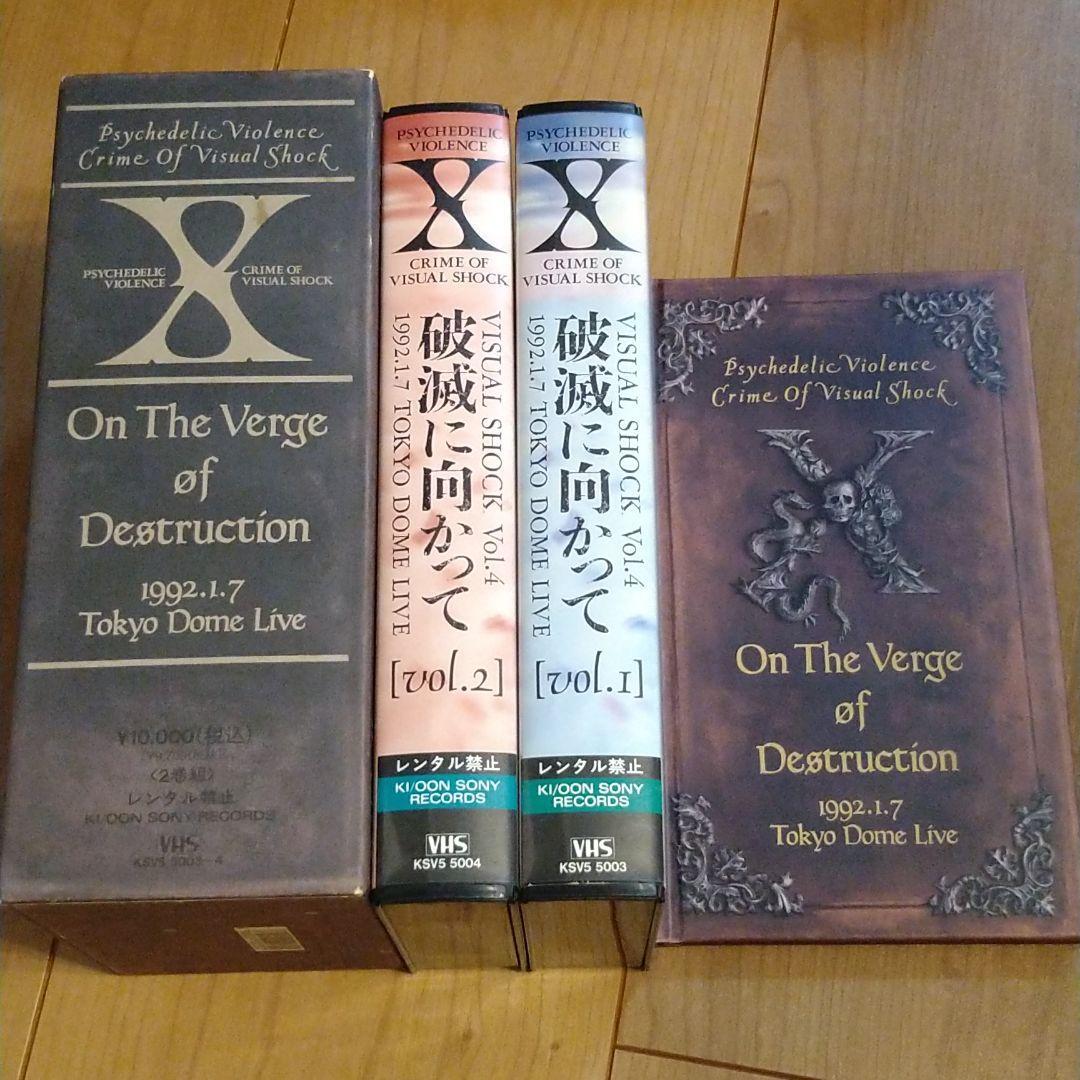 Psychedelic Violence
Crime Of Visual Shock
X
PSYCHEDELIC
VIOLENCE
CRIME OF
VISUAL SHOCK
On The Verge
øf
Destruction
1992.1.7
Tokyo Dome Live
¥10,000(税込)
〈2巻組〉
レンタル禁止
KI/OON SONY RECORDS
VHS
KSV5 5003-4
PSYCHEDELIC
VIOLENCE
X
CRIME OF
VISUAL SHOCK
VISUAL SHOCK Vol.4
破滅に向かって
1992.1.7 TOKYO DOME LIVE
[vol.2]
レンタル禁止
KI/OON SONY
RECORDS
VHS
KSV5 5004
PSYCHEDELIC
VIOLENCE
X
CRIME OF
VISUAL SHOCK
VISUAL SHOCK Vol.4
破滅に向かって
1992.1.7 TOKYO DOME LIVE
[vol.1]
レンタル禁止
KI/OON SONY
RECORDS
VHS
KSV5 5003
Psychedelic Violence
Crime Of Visual Shock
X
On The Verge
øf
Destruction
1992.1.7
Tokyo Dome Live